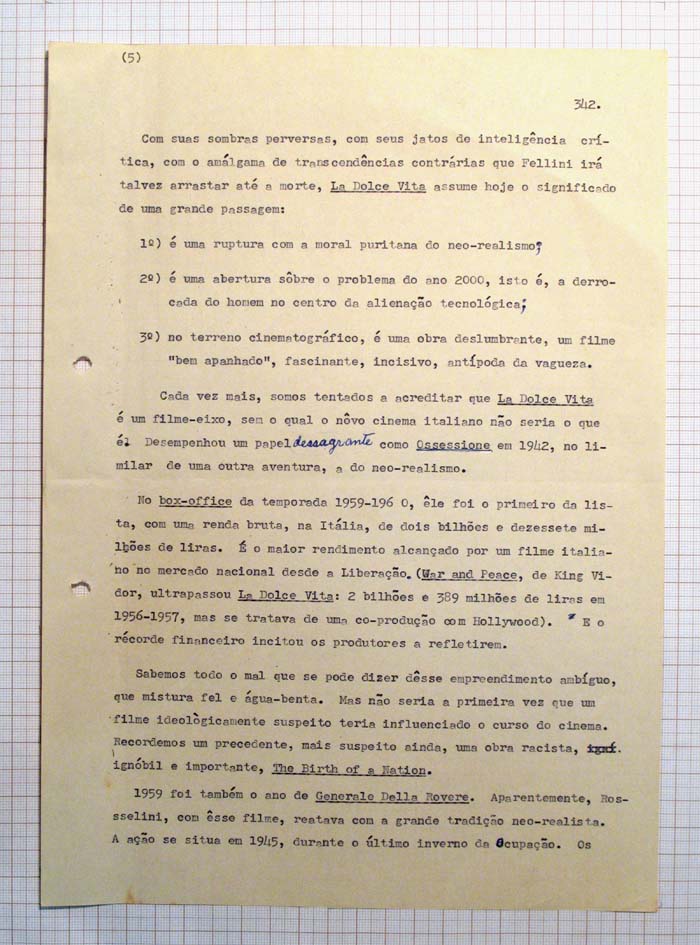 (5)
342.
Com suas sombras perversas, com seus jatos de inteligência crí-
tica, com o amálgama de transcendências contrárias que Fellini irá
talvez arrastar até a morte, La Dolce Vita assume hoje o significado
de uma grande passagem:
1º) é uma ruptura com a moral puritana do neo-realismo;
2º) é uma abertura sôbre o problema do ano 2000, isto é, a derro-
cada do homem no centro da alienação tecnológica;
3º) no terreno cinematográfico, é uma obra deslumbrante, um filme
"bem apanhado", fascinante, incisivo, antípoda da vagueza.
Cada vez mais, somos tentados a acreditar que La Dolce Vita
é um filme-eixo, sem o qual o nôvo cinema italiano não seria o que
é. Desempenhou um papel dessagrante como Ossessione em 1942, no li-
milar de uma outra aventura, a do neo-realismo.
No box-office da temporada 1959-196 0, êle foi o primeiro da lis-
ta, com uma renda bruta, na Itália, de dois bilhões e dezessete mi-
lhões de liras. É o maior rendimento alcançado por um filme italia-
no no mercado nacional desde a Liberação. (War and Peace, de King Vi-
dor, ultrapassou La Dolce Vita: 2 bilhões e 389 milhões de liras em
1956-1957, mas se tratava de uma co-produção com Hollywood). E o
récorde financeiro incitou os produtores a refletirem.
Sabemos todo o mal que se pode dizer dêsse empreendimento ambíguo,
que mistura fel e água-benta. Mas não seria a primeira vez que um
filme ideològicamente suspeito teria influenciado o curso do cinema.
Recordemos um precedente, mais suspeito ainda, uma obra racista,
ignóbil e importante, The Birth of a Nation.
1959 foi também o ano de Generale Della Rovere. Aparentemente, Ros-
sselini, com êsse filme, reatava com a grande tradição neo-realista.
A ação se situa em 1945, durante o último inverno da Ocupação. Os